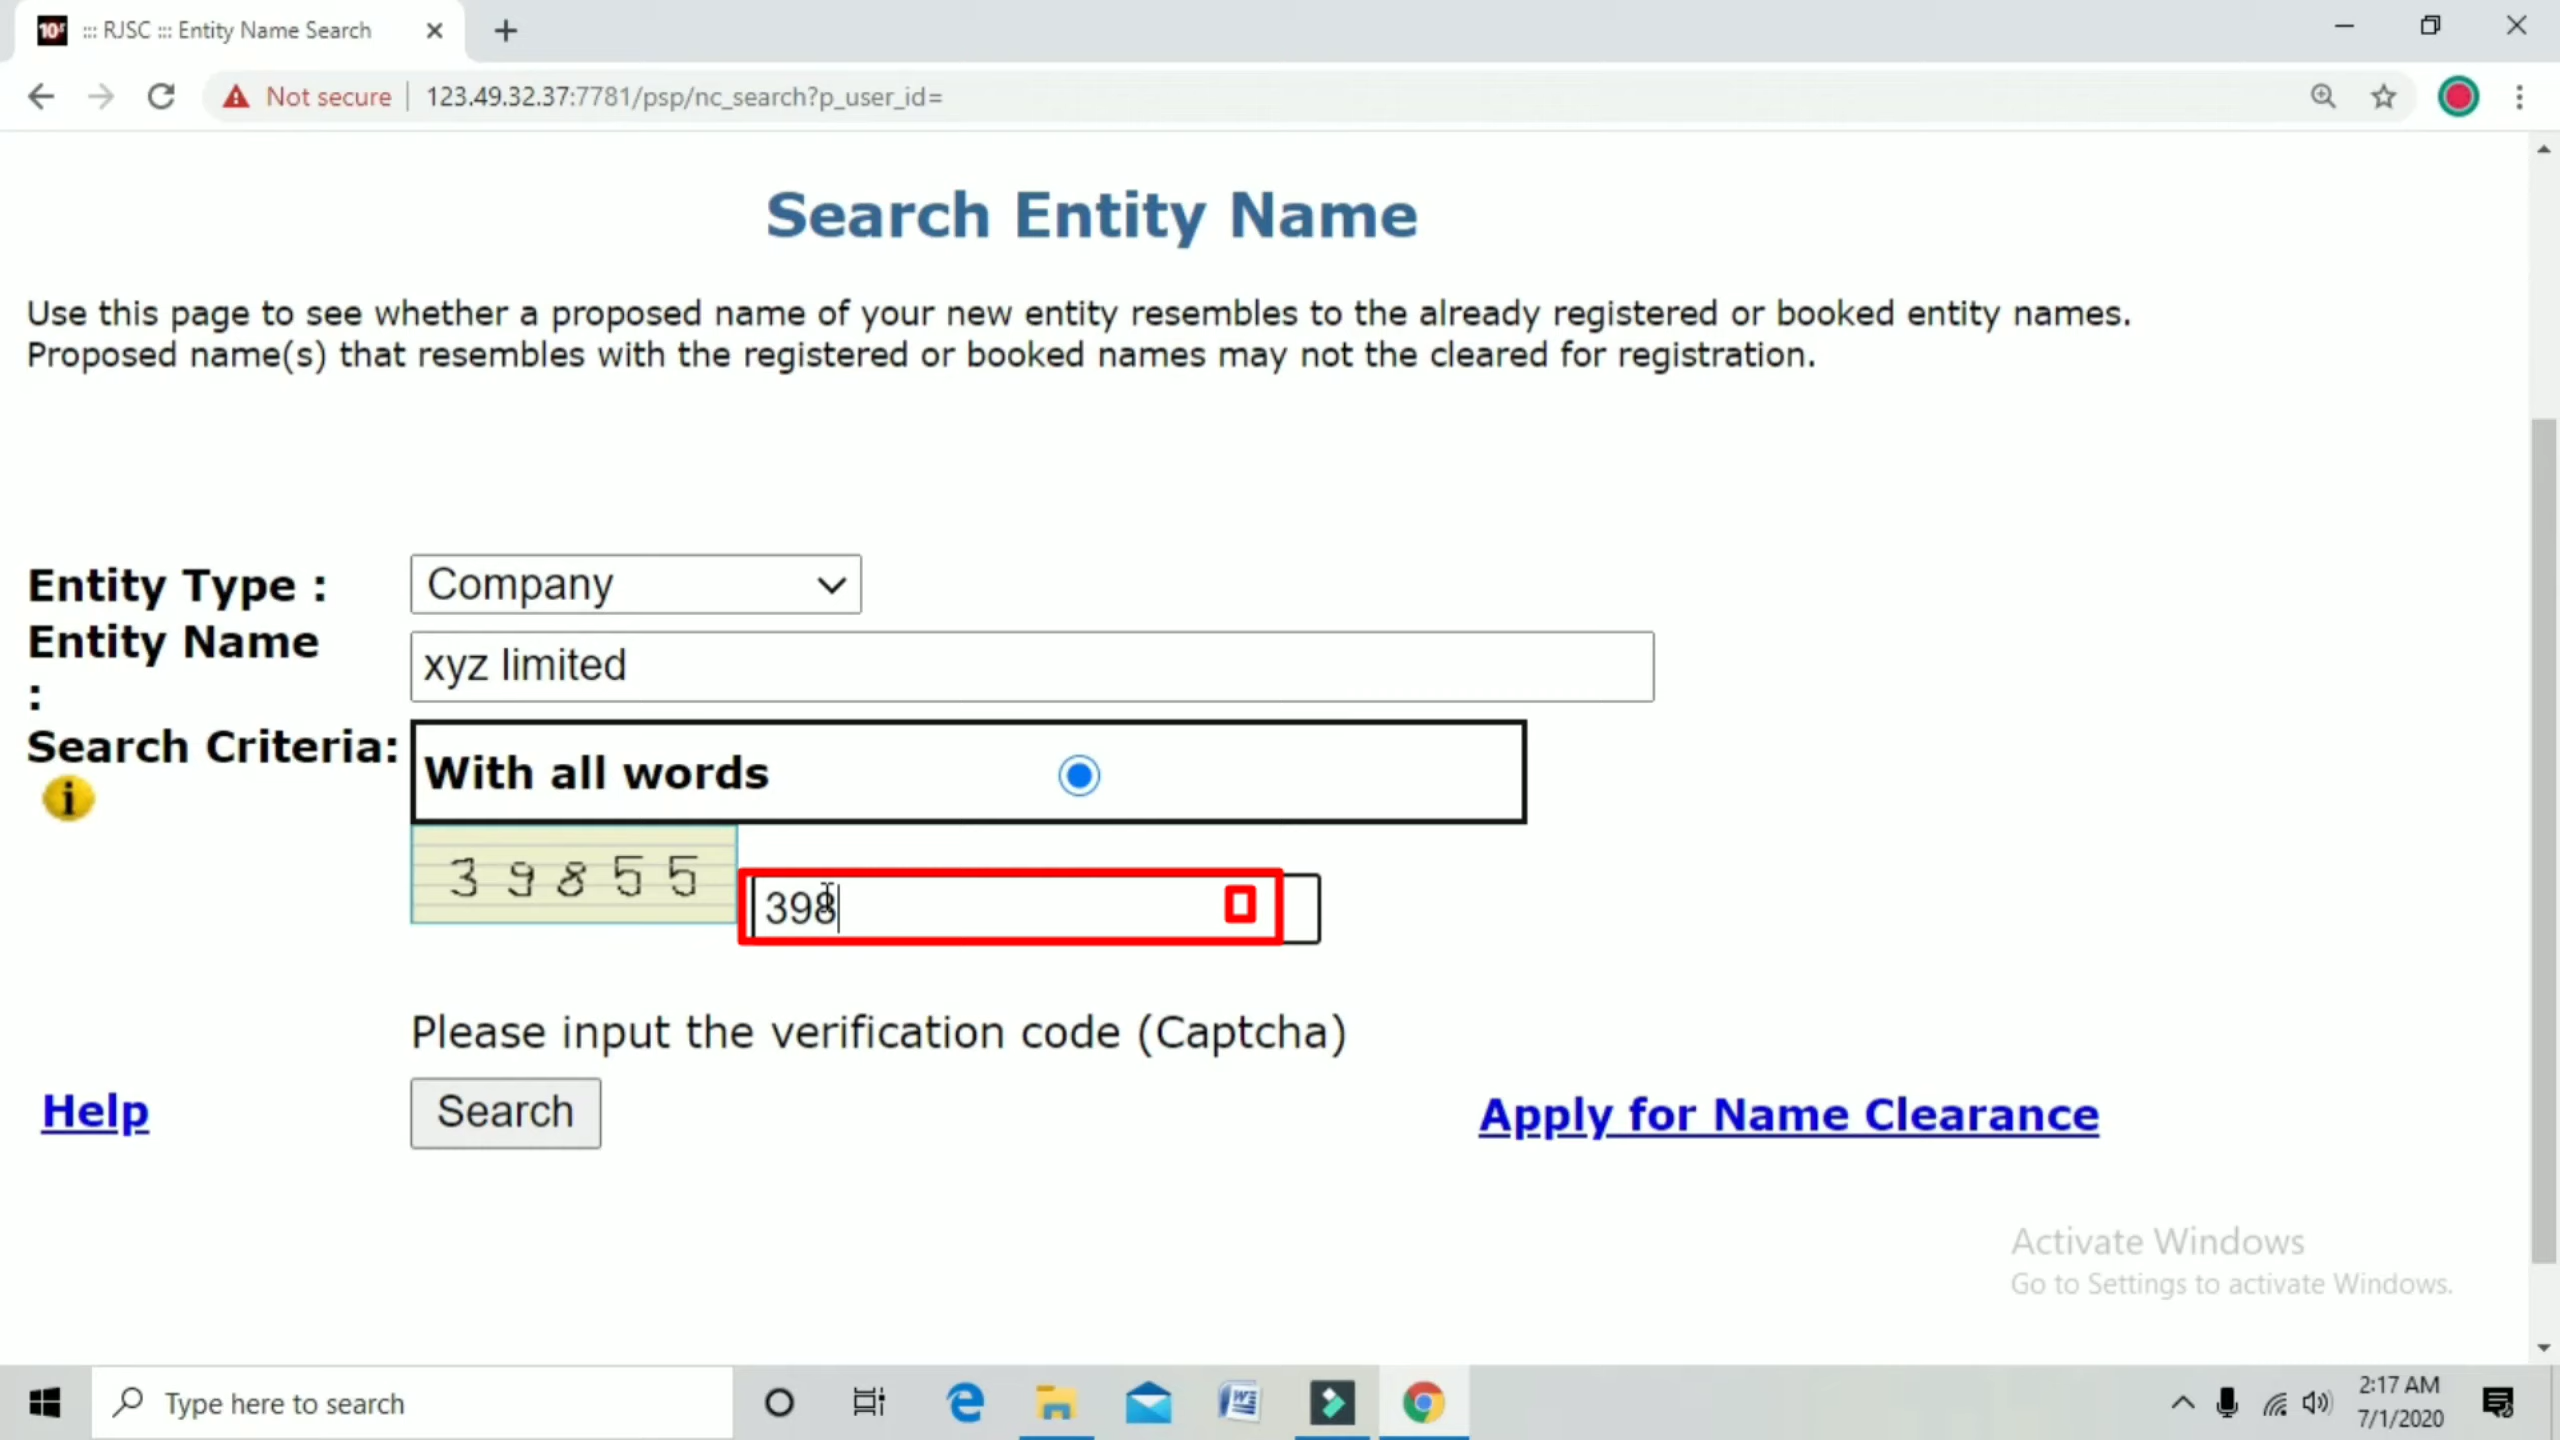 ::: RJSC ::: Entity Name Search
Not secure
123.49.32.37:7781/psp/nc_search?p_user_id=
Search Entity Name
Use this page to see whether a proposed name of your new entity resembles to the already registered or booked entity names.
Proposed name(s) that resembles with the registered or booked names may not the cleared for registration.
Entity Type :
Company
Entity Name
:
xyz limited
Search Criteria:
With all words
39855
398
Please input the verification code (Captcha)
Help
Search
Apply for Name Clearance
Activate Windows
Go to Settings to activate Windows.
Type here to search
2:17 AM
7/1/2020